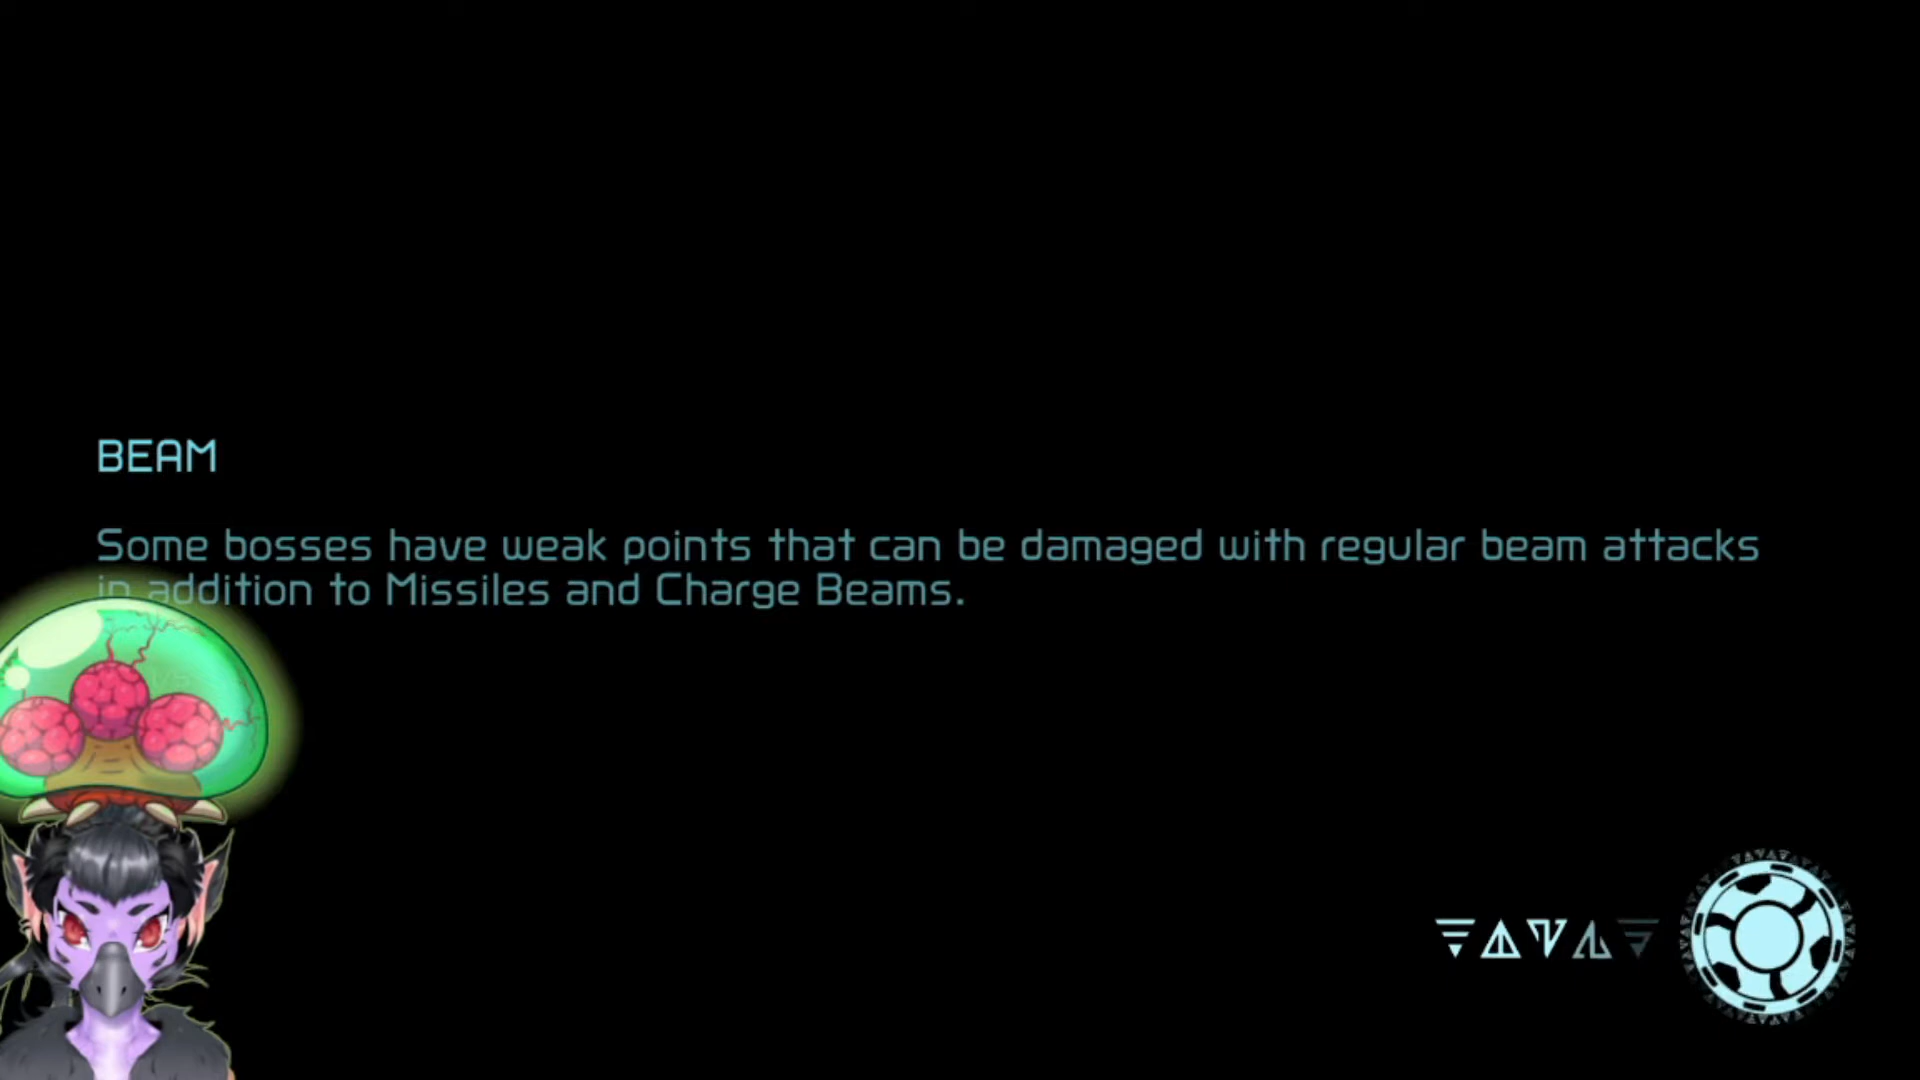 BEAM
Some bosses have weak points that can be damaged with regular beam attacks
in addition to Missiles and Charge Beams.